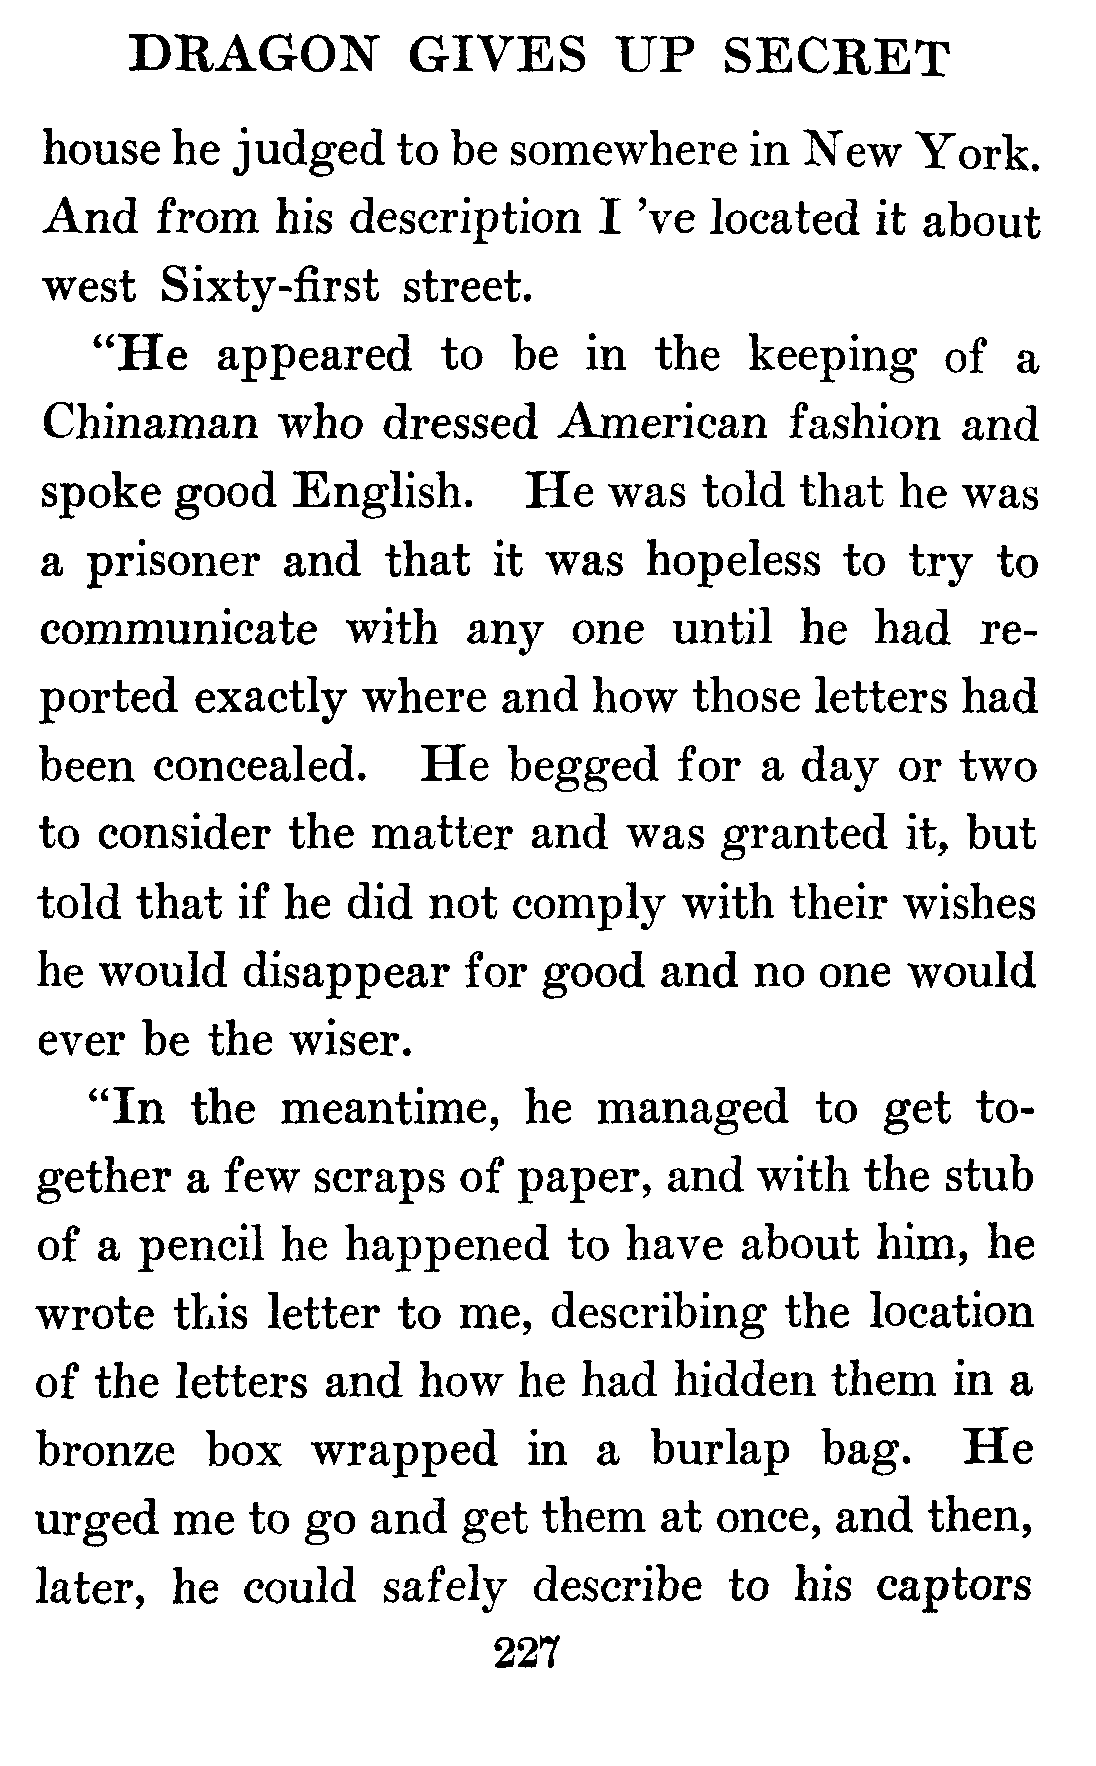 DRAGON GIVES UP SECRET
house he judged to be somewhere in New York.
And from his description I 've located it about
west Sixty-first street.
“He appeared to be in the keeping of a
Chinaman who dressed American fashion and
spoke good English. He was told that he was
a prisoner and that it was hopeless to try to
communicate with any one until he had re-
ported exactly where and how those letters had
been concealed. He begged for a day or two
to consider the matter and was granted it, but
told that if he did not comply with their wishes
he would disappear for good and no one would
ever be the wiser.
“In the meantime, he managed to get to-
gether a few scraps of paper, and with the stub
of a pencil he happened to have about him, he
wrote this letter to me, describing the location
of the letters and how he had hidden them in a
bronze box wrapped in a burlap bag. He
urged me to go and get them at once, and then,
later, he could safely describe to his captors
227